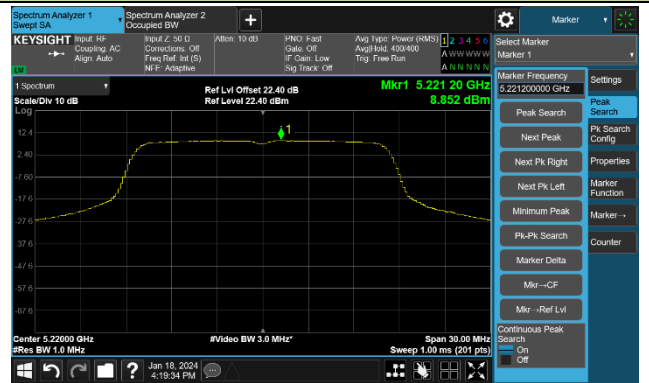 Spectrum Analyzer 1
Swept SA
Spectrum Analyzer 2
Occupied BW
+
Marker
KEYSIGHT
Input: RF
Coupling: AC
Align: Auto
Input Z: 50 Ω
Corrections: Off
Freq Ref: Int (S)
NFE: Adaptive
Atten: 10 dB
PNO: Fast
Gate: Off
IF Gain: Low
Sig Track: Off
Avg Type: Power (RMS)
Avg|Hold: 400/400
Trig: Free Run
1 2 3 4 5 6
A W W W W W
A N N N N N
LXI
Select Marker
Marker 1
1 Spectrum
Scale/Div 10 dB
Ref Lvl Offset 22.40 dB
Ref Level 22.40 dBm
Mkr1 5.221 20 GHz
8.852 dBm
Log
12.4
2.40
-7.60
-17.6
-27.6
-37.6
-47.6
-57.6
-67.6
1
Center 5.22000 GHz
#Res BW 1.0 MHz
#Video BW 3.0 MHz*
Span 30.00 MHz
Sweep 1.00 ms (201 pts)
Marker Frequency
5.221200000 GHz
Peak Search
Next Peak
Next Pk Right
Next Pk Left
Minimum Peak
Pk-Pk Search
Marker Delta
Mkr→CF
Mkr→Ref Lvl
Continuous Peak
Search
On
Off
Settings
Peak
Search
Pk Search
Config
Properties
Marker
Function
Marker→
Counter
?
Jan 18, 2024
4:19:34 PM